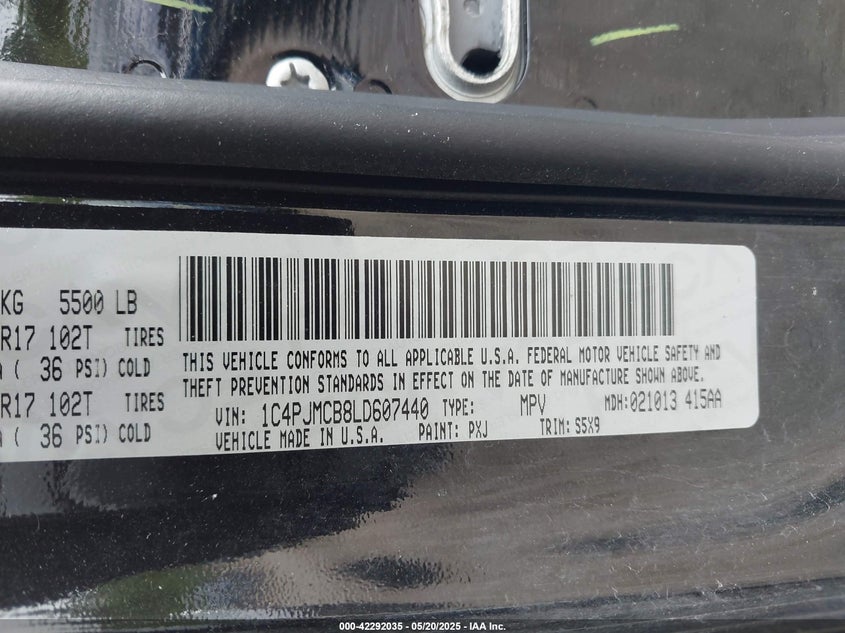 KG 5500 LB
R17 102T TIRES
( 36 PSI) COLD
R17 102T TIRES
( 36 PSI) COLD
THIS VEHICLE CONFORMS TO ALL APPLICABLE U.S.A. FEDERAL MOTOR VEHICLE SAFETY AND
THEFT PREVENTION STANDARDS IN EFFECT ON THE DATE OF MANUFACTURE SHOWN ABOVE.
VIN: 1C4PJMCB8LD607440 TYPE: MPV MDH:021013 415AA
VEHICLE MADE IN U.S.A. PAINT: PXJ TRIM: S5X9
000-42292035 - 05/20/2025 - IAA Inc.